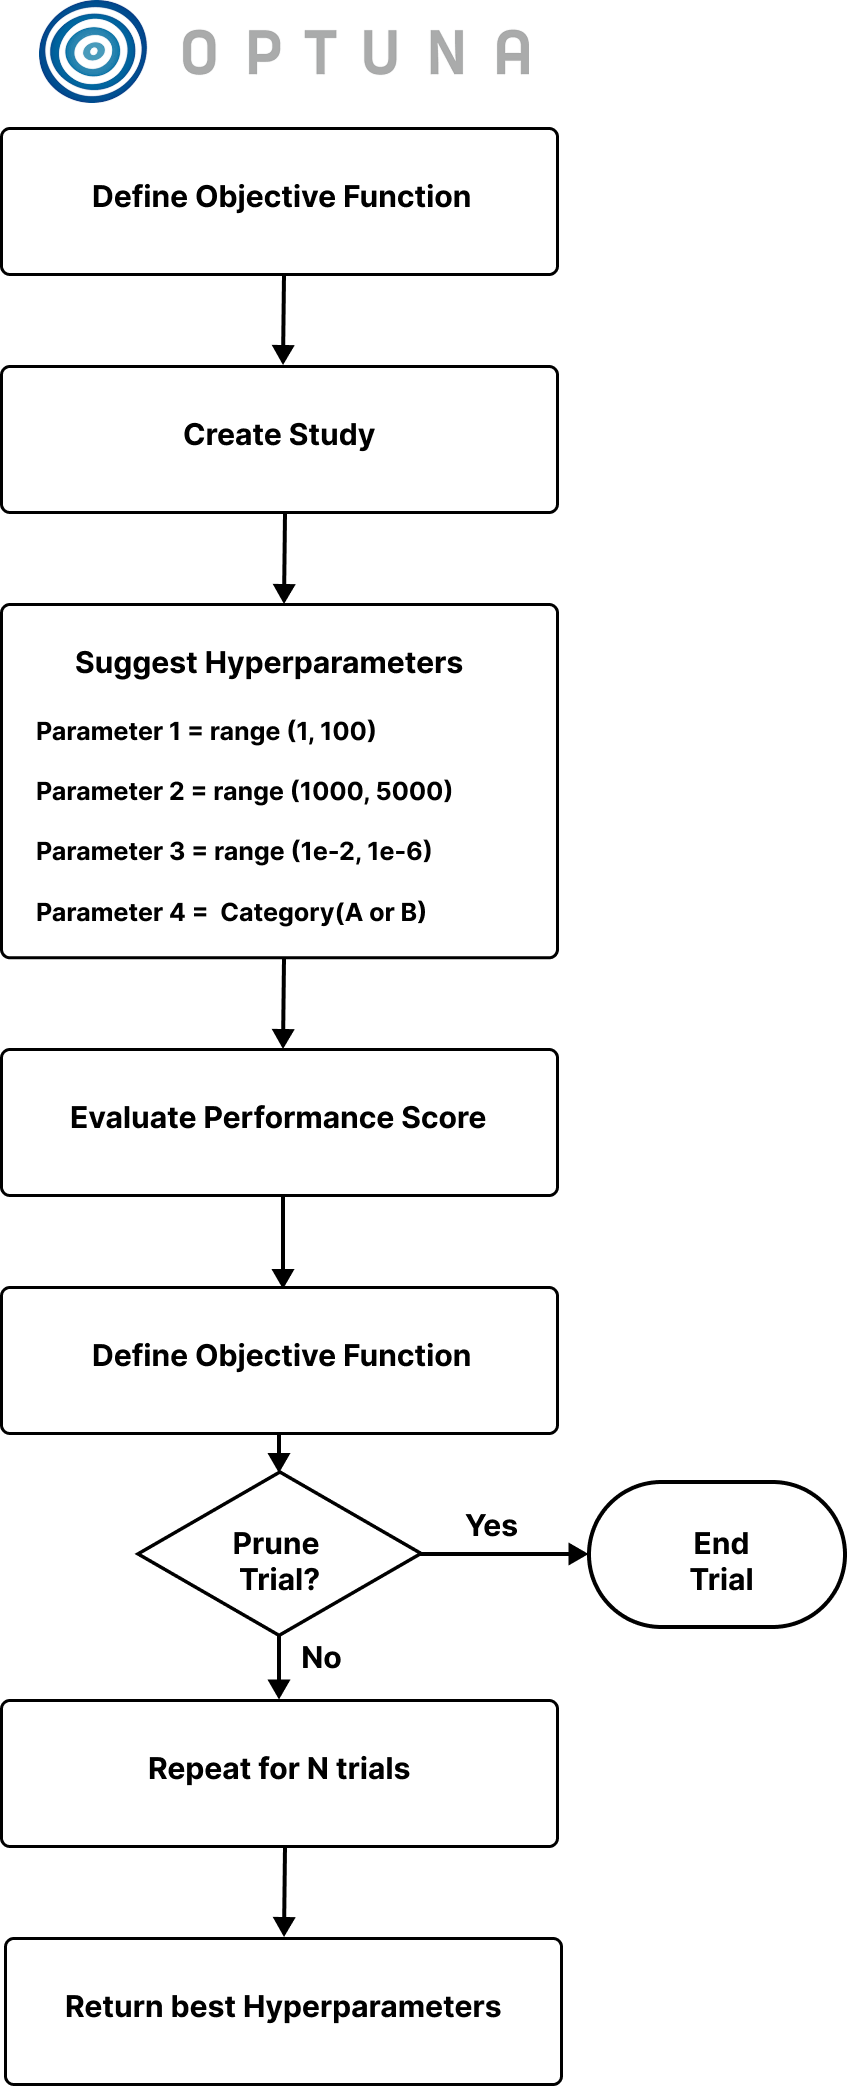 OPTUNA
Define Objective Function
Create Study
Suggest Hyperparameters
Parameter 1 = range (1, 100)
Parameter 2 = range (1000, 5000)
Parameter 3 = range (1e-2, 1e-6)
Parameter 4 =  Category(A or B)
Evaluate Performance Score
Define Objective Function
Prune
Trial?
Yes
End
Trial
No
Repeat for N trials
Return best Hyperparameters